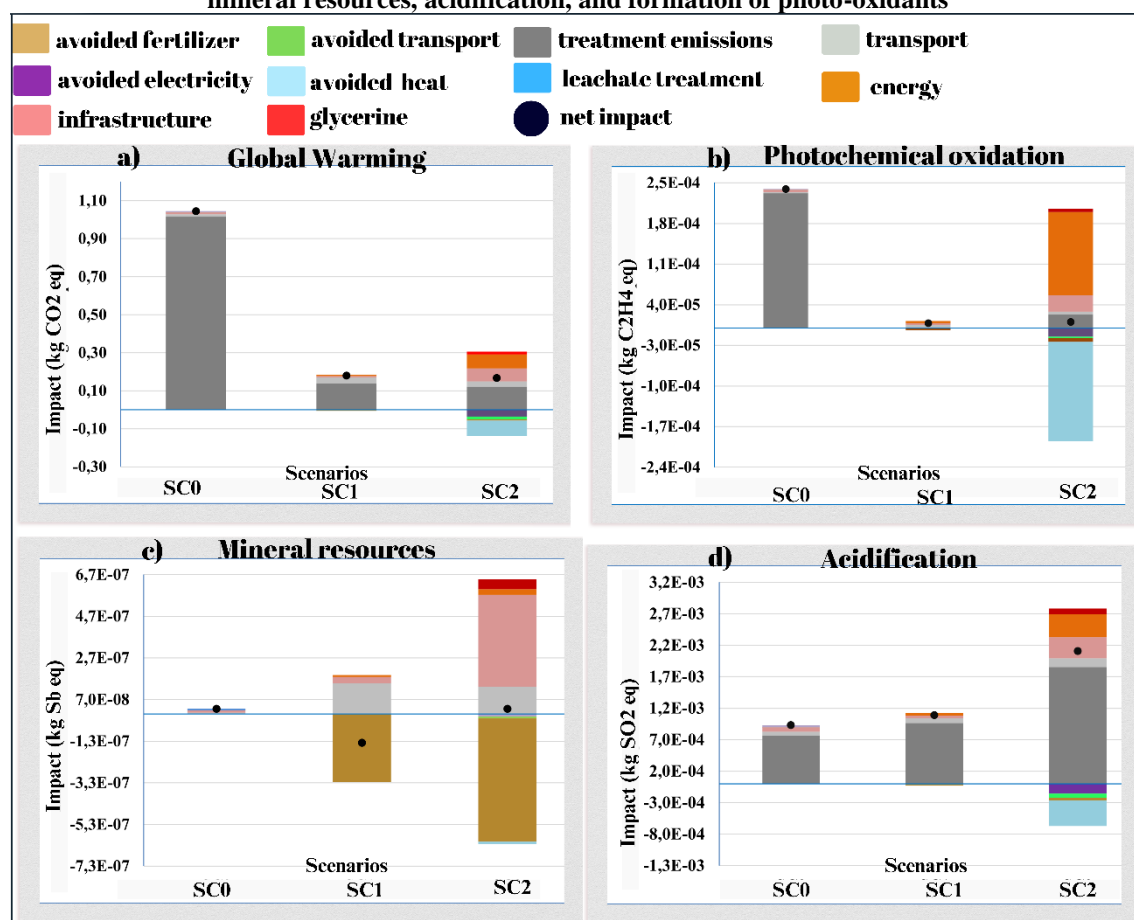 mineral resources, acidification, and formation of photo-oxidants
avoided fertilizer avoided transport treatment emissions transport
avoided electricity avoided heat leachate treatment energy
infrastructure glycerine net impact
a) Global Warming
Impact (kg CO2 eq)
1,10
0,90
0,70
0,50
0,30
0,10
-0,10
-0,30
Scenarios
SC0 SC1 SC2
b) Photochemical oxidation
Impact (kg C2H4 eq)
2,5E-04
1,8E-04
1,1E-04
4,0E-05
-3,0E-05
-1,0E-04
-1,7E-04
-2,4E-04
Scenarios
SC0 SC1 SC2
c) Mineral resources
Impact (kg Sb eq)
6,7E-07
4,7E-07
2,7E-07
7,0E-08
-1,3E-07
-3,3E-07
-5,3E-07
-7,3E-07
Scenarios
SC0 SC1 SC2
d) Acidification
Impact (kg SO2 eq)
3,2E-03
2,7E-03
2,2E-03
1,7E-03
1,2E-03
7,0E-04
2,0E-04
-3,0E-04
-8,0E-04
-1,3E-03
Scenarios
SC0 SC1 SC2